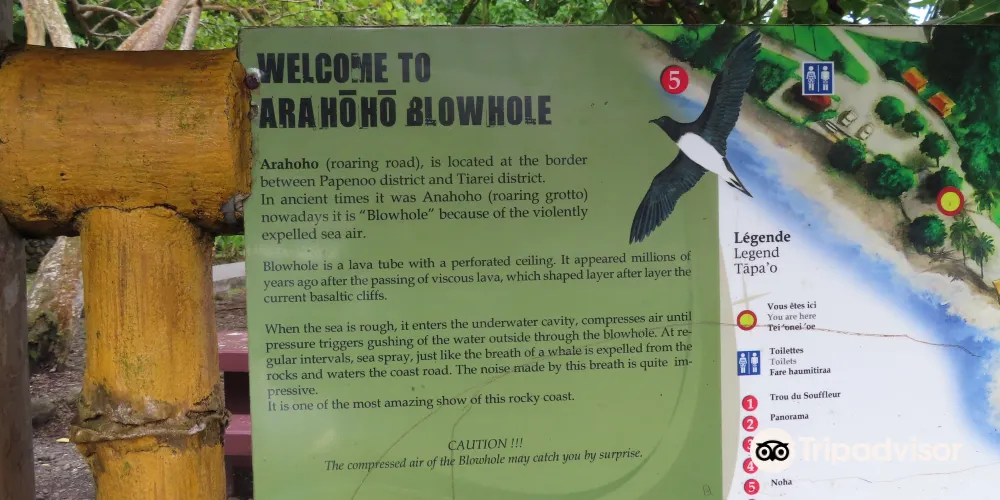 WELCOME TO
ARAHŌHŌ BLOWHOLE
Arahoho (roaring road), is located at the border
between Papenoo district and Tiarei district.
In ancient times it was Anahoho (roaring grotto)
nowadays it is “Blowhole” because of the violently
expelled sea air.
Blowhole is a lava tube with a perforated ceiling. It appeared millions of
years ago after the passing of viscous lava, which shaped layer after layer the
current basaltic cliffs.
When the sea is rough, it enters the underwater cavity, compresses air until
pressure triggers gushing of the water outside through the blowhole. At re-
gular intervals, sea spray, just like the breath of a whale is expelled from the
rocks and waters the coast road. The noise made by this breath is quite im-
pressive.
It is one of the most amazing show of this rocky coast.
CAUTION !!!
The compressed air of the Blowhole may catch you by surprise.
5
Légende
Legend
Tāpa’o
Vous êtes ici
You are here
Tei ’onei ’oe
Toilettes
Toilets
Fare haumitiraa
1 Trou du Souffleur
2 Panorama
3
4
5 Noha
Tripadvisor